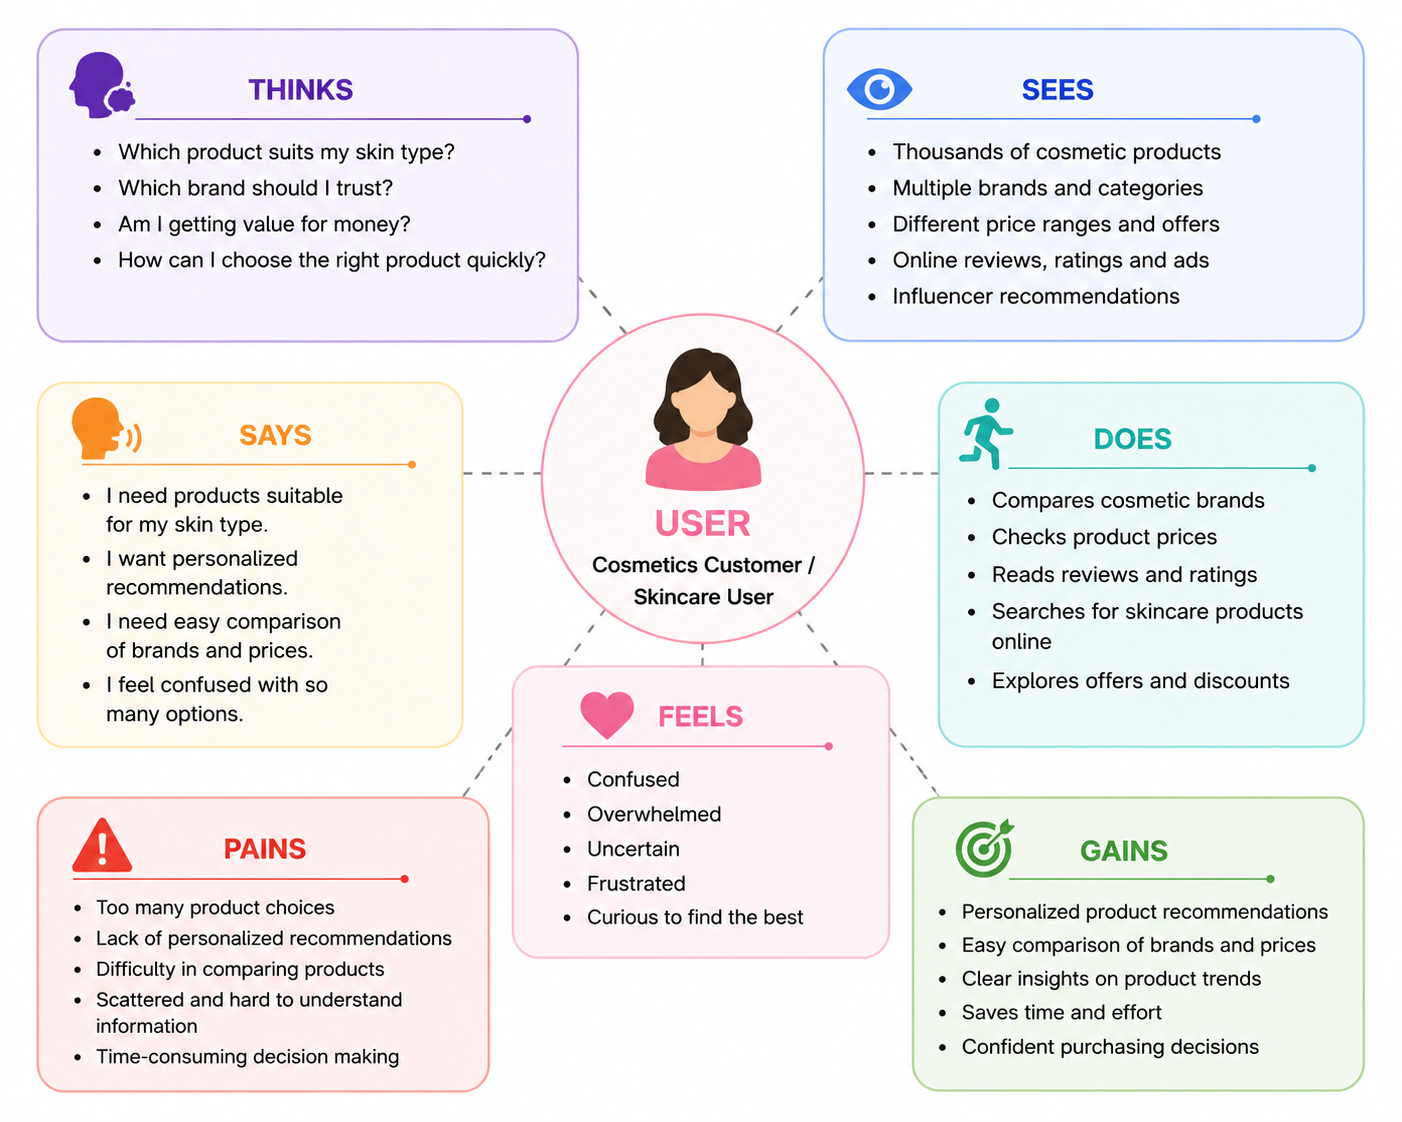 THINKS
• Which product suits my skin type?
• Which brand should I trust?
• Am I getting value for money?
• How can I choose the right product quickly?
SEES
• Thousands of cosmetic products
• Multiple brands and categories
• Different price ranges and offers
• Online reviews, ratings and ads
• Influencer recommendations
SAYS
• I need products suitable
for my skin type.
• I want personalized
recommendations.
• I need easy comparison
of brands and prices.
• I feel confused with so
many options.
USER
Cosmetics Customer /
Skincare User
DOES
• Compares cosmetic brands
• Checks product prices
• Reads reviews and ratings
• Searches for skincare products
online
• Explores offers and discounts
FEELS
• Confused
• Overwhelmed
• Uncertain
• Frustrated
• Curious to find the best
PAINS
• Too many product choices
• Lack of personalized recommendations
• Difficulty in comparing products
• Scattered and hard to understand
information
• Time-consuming decision making
GAINS
• Personalized product recommendations
• Easy comparison of brands and prices
• Clear insights on product trends
• Saves time and effort
• Confident purchasing decisions